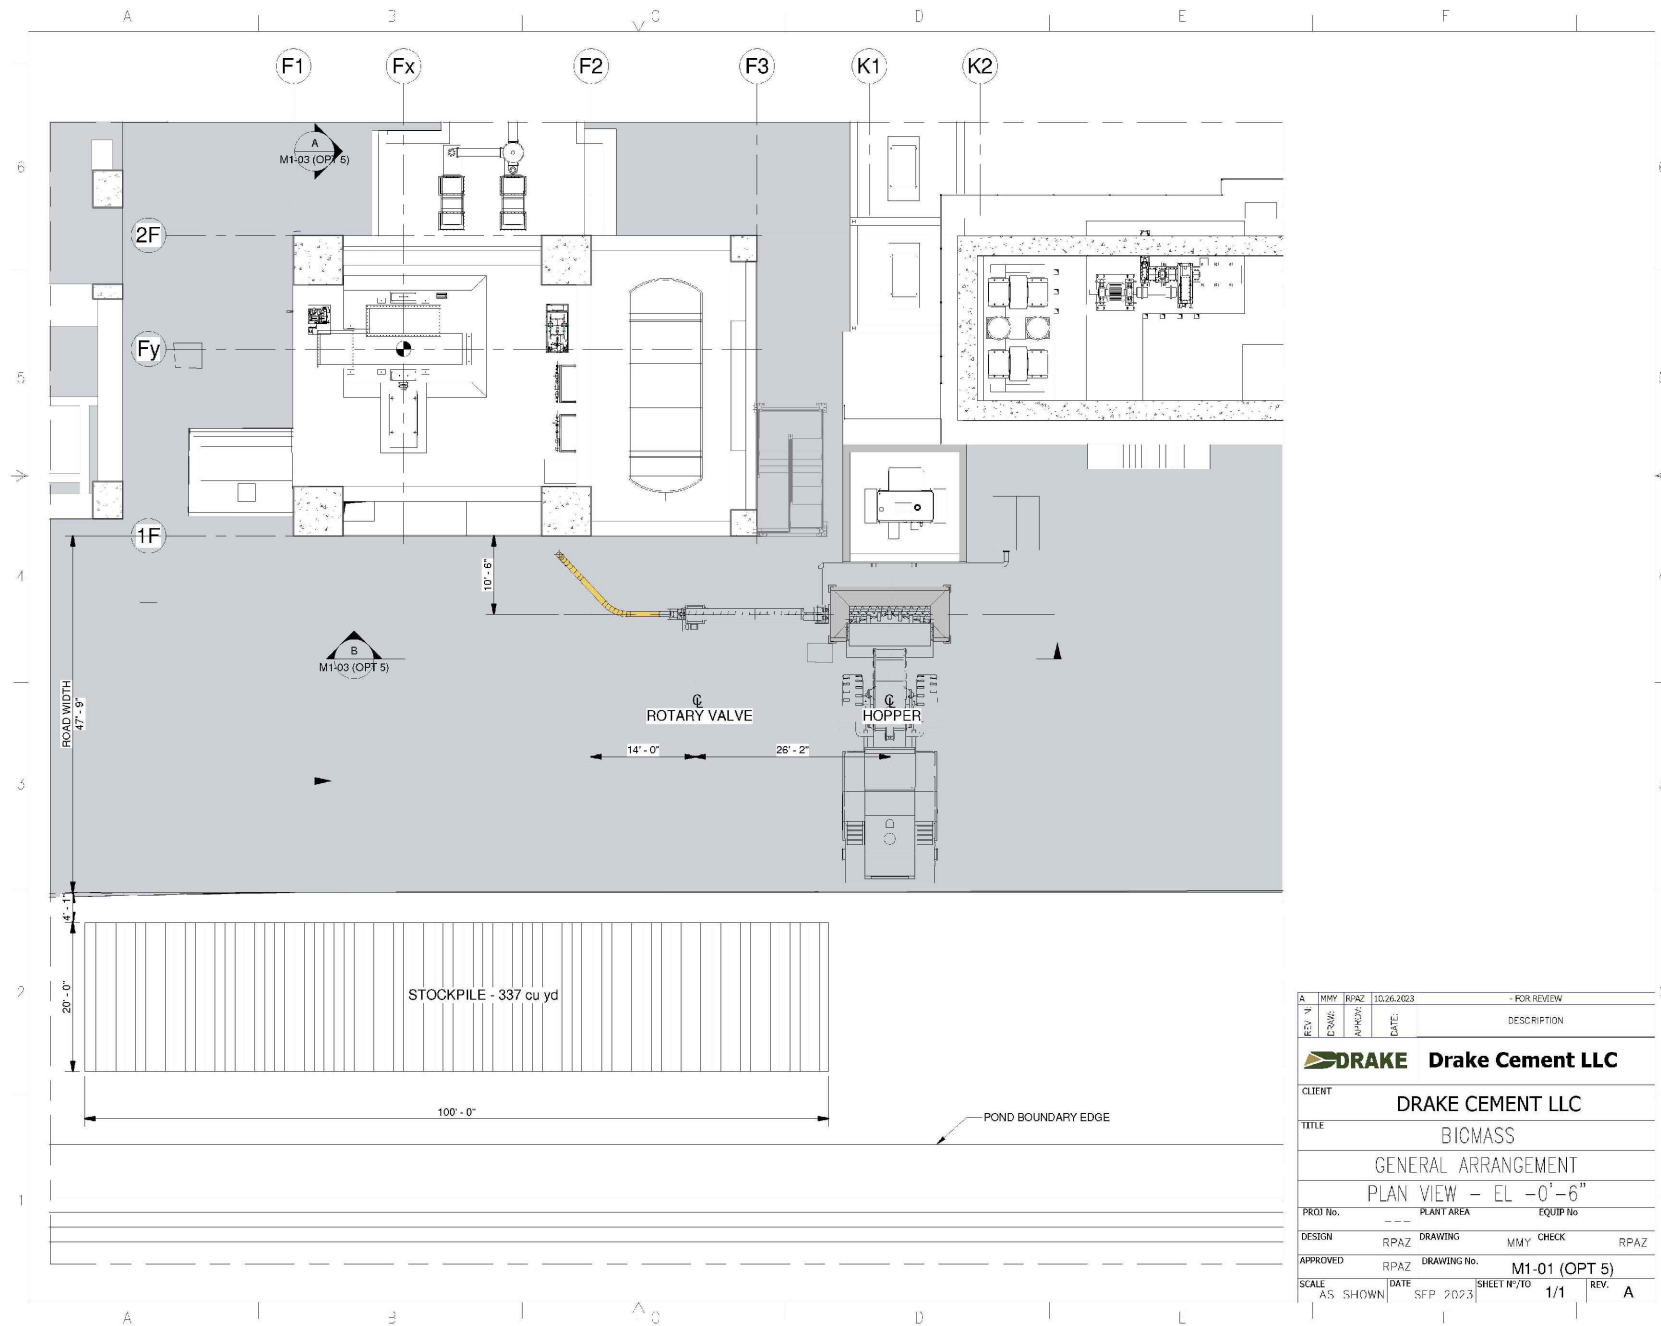 A B C D E F
F1 Fx F2 F3 K1 K2
6
A
M1-03 (OPT 5)
2F
Fy
5
1F
4
10' - 6"
B
M1-03 (OPT 5)
ROAD WIDTH
47' - 9"
ROTARY VALVE
HOPPER
14' - 0"
26' - 2"
3
4' - 1"
20' - 0"
STOCKPILE - 337 cu yd
2
100' - 0"
POND BOUNDARY EDGE
1
A B C D
A MMY RPAZ 10.26.2023 - FOR REVIEW
REV N: DRAW: APROV: DATE: DESCRIPTION
DRAKE Drake Cement LLC
CLIENT
DRAKE CEMENT LLC
TITLE
BIOMASS
GENERAL ARRANGEMENT
PLAN VIEW - EL -0'-6"
PROJ No. --- PLANT AREA EQUIP No
DESIGN RPAZ DRAWING MMY CHECK RPAZ
APPROVED RPAZ DRAWING No. M1-01 (OPT 5)
SCALE AS SHOWN DATE SEP 2023 SHEET Nº/TO 1/1 REV. A